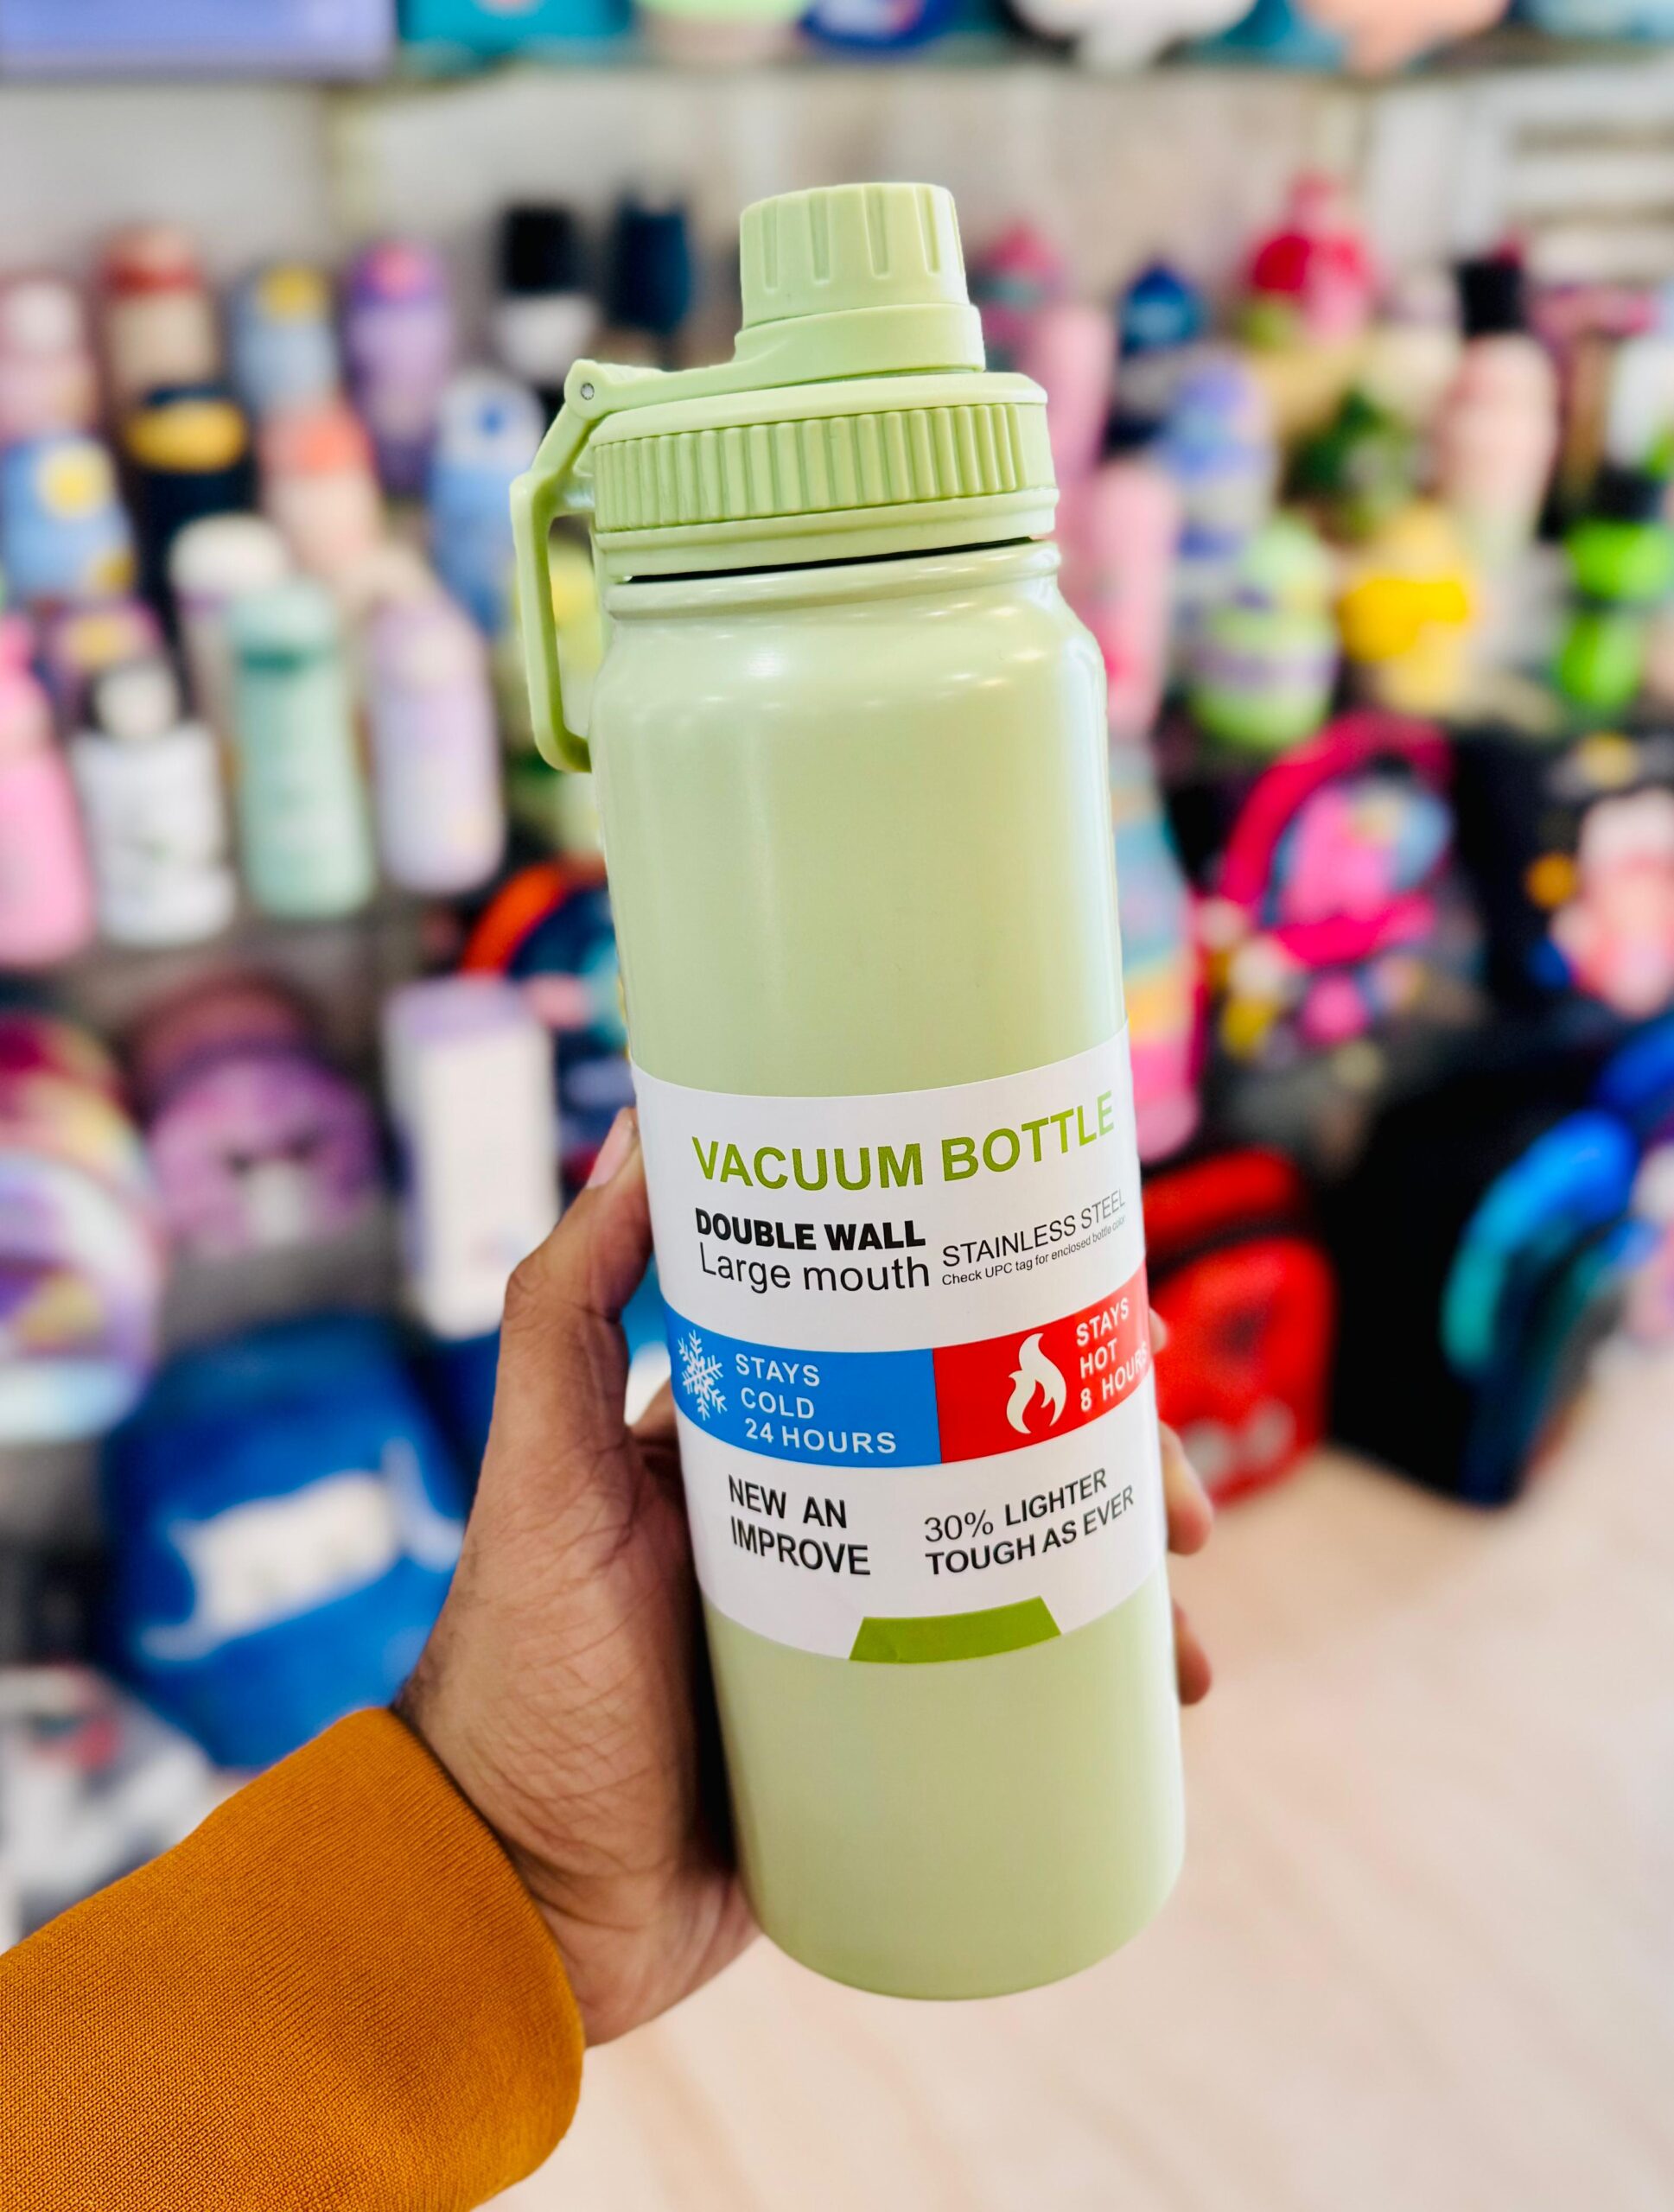 VACUUM BOTTLE
DOUBLE WALL
Large mouth
STAINLESS STEEL
Check UPC tag for enclosed bottle color
STAYS
COLD
24 HOURS
STAYS
HOT
8 HOURS
NEW AN
IMPROVE
30% LIGHTER
TOUGH AS EVER